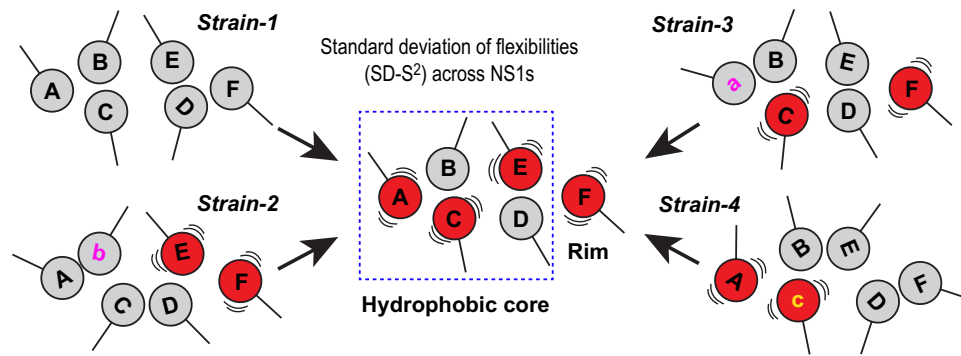 Strain-1
A
B
C
E
D
F
Standard deviation of flexibilities
(SD-S²) across NS1s
Strain-3
a
B
C
E
D
F
A
B
C
E
D
F
Rim
Hydrophobic core
Strain-2
A
b
C
D
E
F
Strain-4
A
B
c
E
D
F